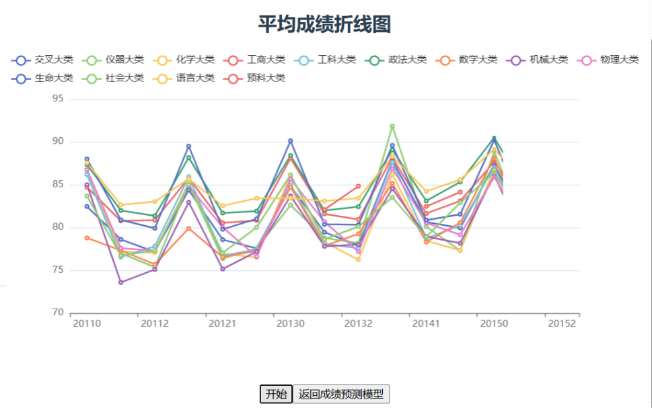 平均成绩折线图
交叉大类 仪器大类 化学大类 工商大类 工科大类 政法大类 数学大类 机械大类 物理大类
生命大类 社会大类 语言大类 预科大类
95
90
85
80
75
70
20110 20112 20121 20130 20132 20141 20150 20152
开始 返回成绩预测模型